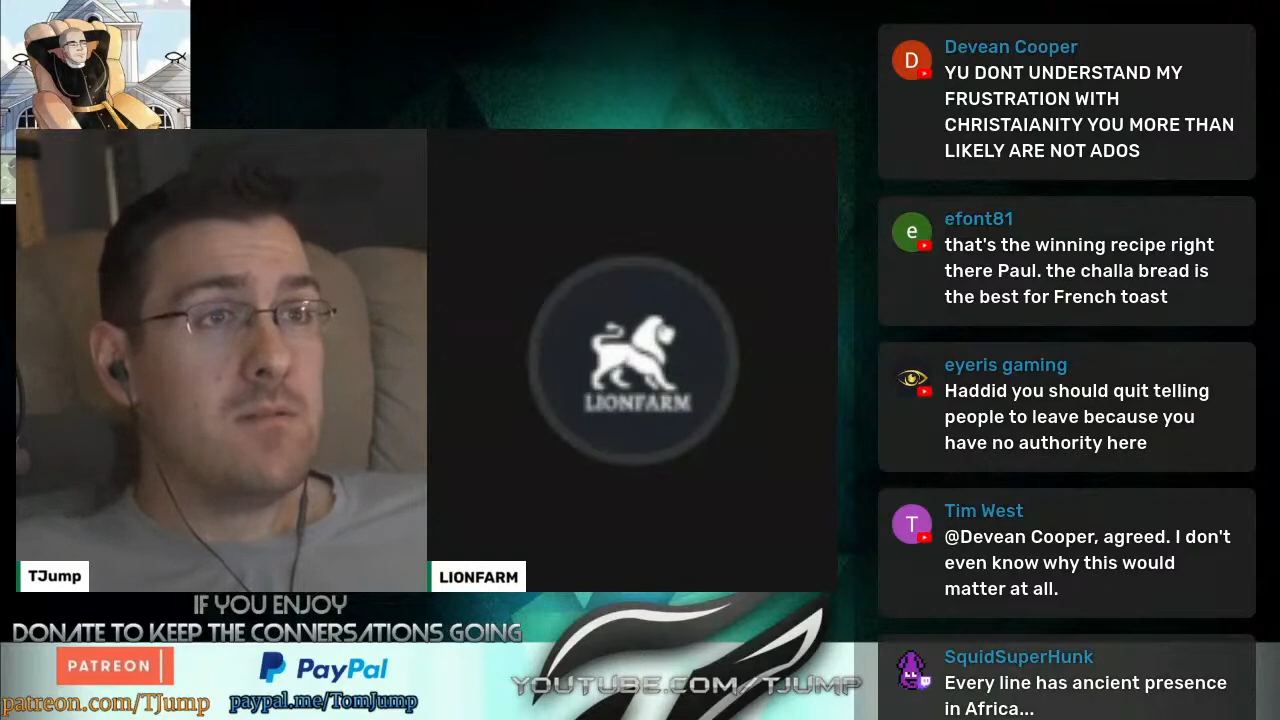 Devean Cooper
YU DONT UNDERSTAND MY
FRUSTRATION WITH
CHRISTAIANITY YOU MORE THAN
LIKELY ARE NOT ADOS
efont81
that's the winning recipe right
there Paul. the challa bread is
the best for French toast
eyeris gaming
Haddid you should quit telling
people to leave because you
have no authority here
Tim West
@Devean Cooper, agreed. I don't
even know why this would
matter at all.
SquidSuperHunk
Every line has ancient presence
in Africa...
D
e
T
LIONFARM
TJump
LIONFARM
IF YOU ENJOY
DONATE TO KEEP THE CONVERSATIONS GOING
PATREON
PayPal
patreon.com/TJump
paypal.me/TomJump
YOUTUBE.COM/TJUMP